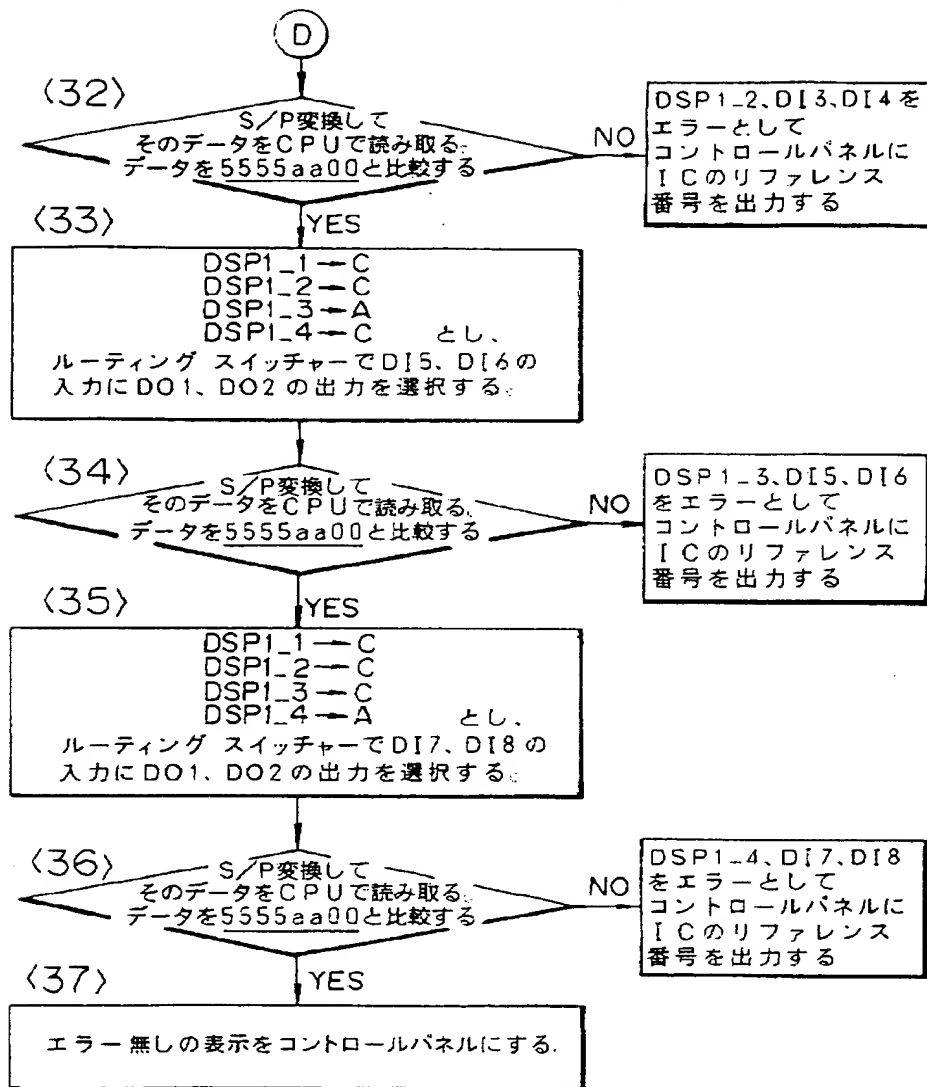 D
〈32〉
S/P変換して
そのデータをCPUで読み取る。
データを5555aa00と比較する
NO
DSP1_2、DI3、DI4を
エラーとして
コントロールパネルに
ICのリファレンス
番号を出力する
YES
〈33〉
DSP1_1→C
DSP1_2→C
DSP1_3→A
DSP1_4→C とし、
ルーティング スイッチャーでDI5、DI6の
入力にDO1、DO2の出力を選択する。
〈34〉
S/P変換して
そのデータをCPUで読み取る。
データを5555aa00と比較する
NO
DSP1_3、DI5、DI6
をエラーとして
コントロールパネルに
ICのリファレンス
番号を出力する
YES
〈35〉
DSP1_1→C
DSP1_2→C
DSP1_3→C
DSP1_4→A とし、
ルーティング スイッチャーでDI7、DI8の
入力にDO1、DO2の出力を選択する。
〈36〉
S/P変換して
そのデータをCPUで読み取る。
データを5555aa00と比較する
NO
DSP1_4、DI7、DI8
をエラーとして
コントロールパネルに
ICのリファレンス
番号を出力する
YES
〈37〉
エラー無しの表示をコントロールパネルにする.